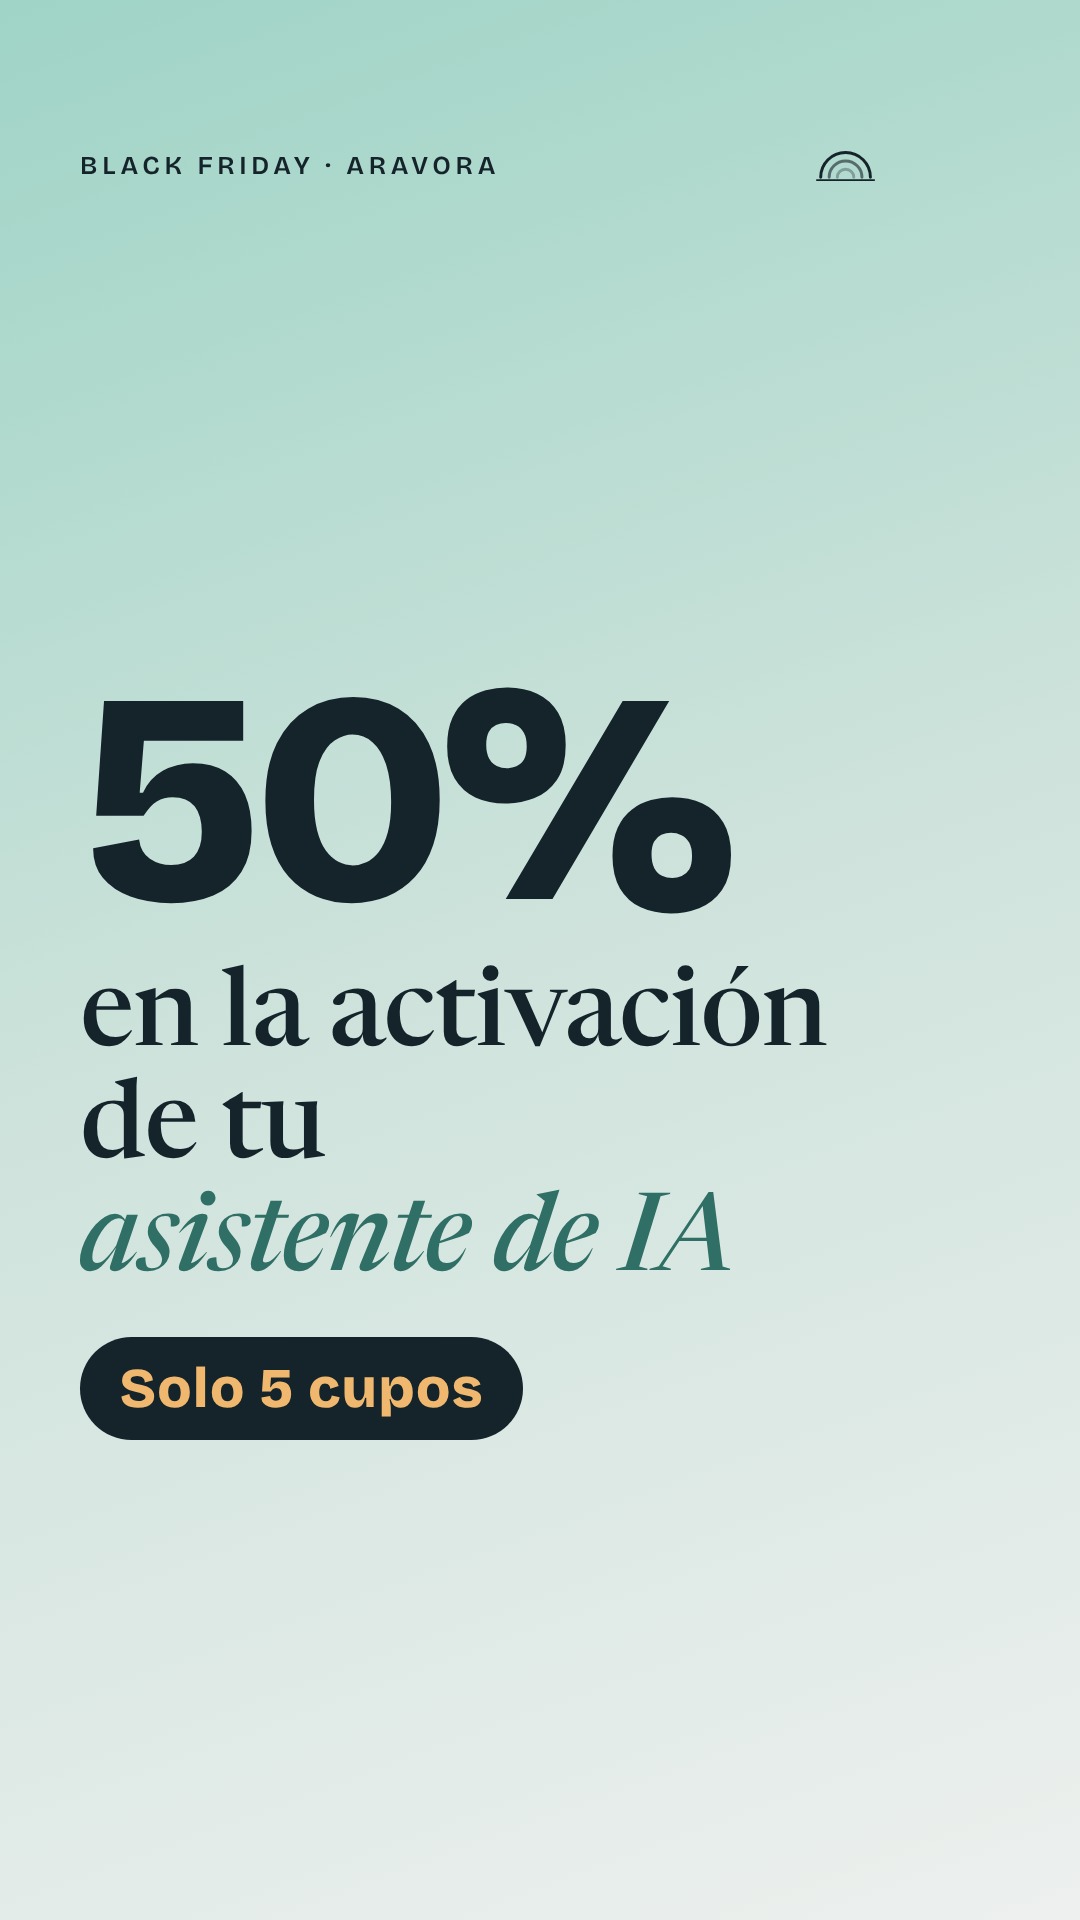 BLACK FRIDAY · ARAVORA
50%
en la activación
de tu
asistente de IA
Solo 5 cupos